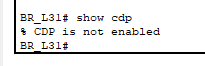 BR_L31# show cdp
% CDP is not enabled
BR_L31#